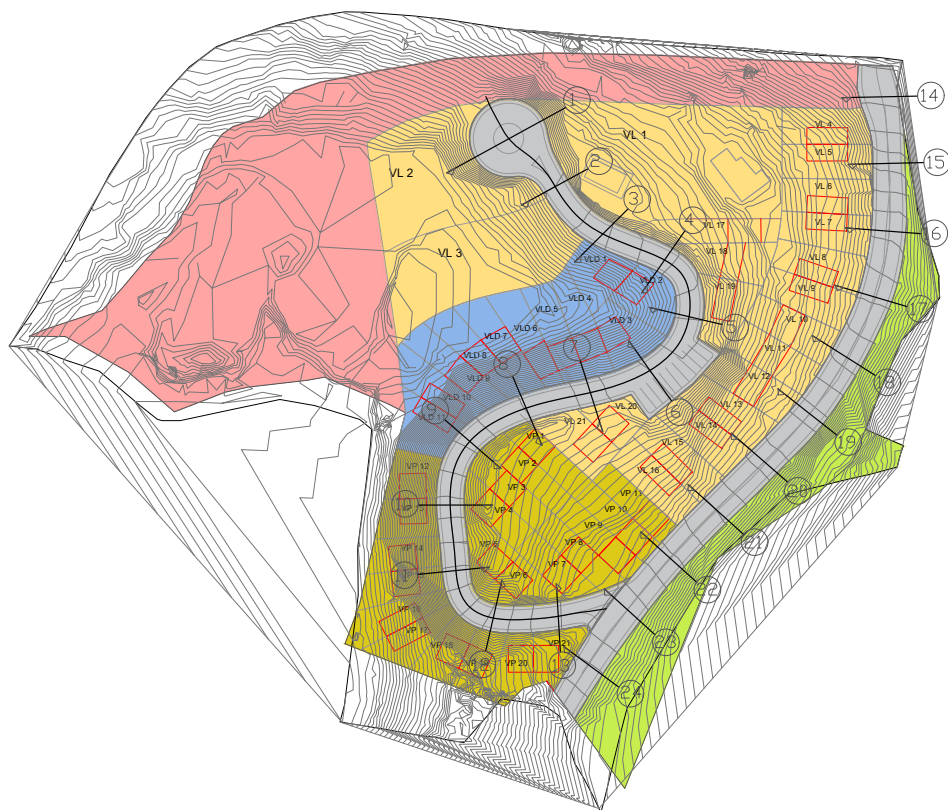 1
14
VL 4
VL 1
VL 5
15
VL 2
2
VL 6
3
4
VL 7
VL 17
16
VL 3
VL 18
VLD 1
VL 8
VLD 2
VL 19
VL 9
VLD 4
17
VLD 5
VL 10
5
VLD 6
VLD 3
VLD 7
7
VL 11
18
VLD 8
8
VL 12
VLD 9
VLD 10
VL 13
9
VL 20
6
VLD 11
VL 21
VL 14
19
VP 1
VL 15
VP 12
VP 2
VL 16
VP 3
VP 11
20
10
VP 4
VP 10
VP 9
21
VP 14
VP 5
VP 8
VP 7
11
VP 6
22
VP 16
VP 17
23
VP 18
VP 21
VP 19
12
VP 20
13
24